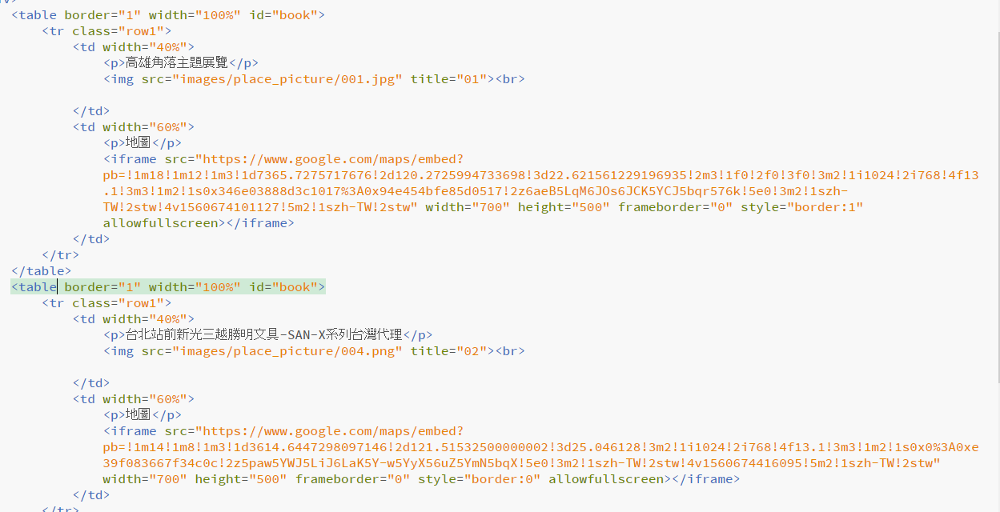 <table border="1" width="100%" id="book">
<tr class="row1">
<td width="40%">
<p>高雄角落主題展覽</p>
<img src="images/place_picture/001.jpg" title="01"><br>
</td>
<td width="60%">
<p>地圖</p>
<iframe src="https://www.google.com/maps/embed?
pb=!1m18!1m12!1m3!1d7365.7275717676!2d120.2725994733698!3d22.621561229196935!2m3!1f0!2f0!3f0!3m2!1i1024!2i768!4f13
.1!3m3!1m2!1s0x346e03888d3c1017%3A0x94e454bfe85d0517!2z6aeB5LqM6JOs6JCK5YCJ5bqr576k!5e0!3m2!1szh-
TW!2stw!4v1560674101127!5m2!1szh-TW!2stw" width="700" height="500" frameborder="0" style="border:1"
allowfullscreen></iframe>
</td>
</tr>
</table>
<table border="1" width="100%" id="book">
<tr class="row1">
<td width="40%">
<p>台北站前新光三越勝明文具-SAN-X系列台灣代理</p>
<img src="images/place_picture/004.png" title="02"><br>
</td>
<td width="60%">
<p>地圖</p>
<iframe src="https://www.google.com/maps/embed?
pb=!1m14!1m8!1m3!1d3614.6447298097146!2d121.51532500000002!3d25.046128!3m2!1i1024!2i768!4f13.1!3m3!1m2!1s0x0%3A0xe
39f083667f34c0c!2z5paw5YWJ5LiJ6LaK5Y-w5YyX56uZ5YmN5bqX!5e0!3m2!1szh-TW!2stw!4v1560674416095!5m2!1szh-TW!2stw"
width="700" height="500" frameborder="0" style="border:0" allowfullscreen></iframe>
</td>
</tr>